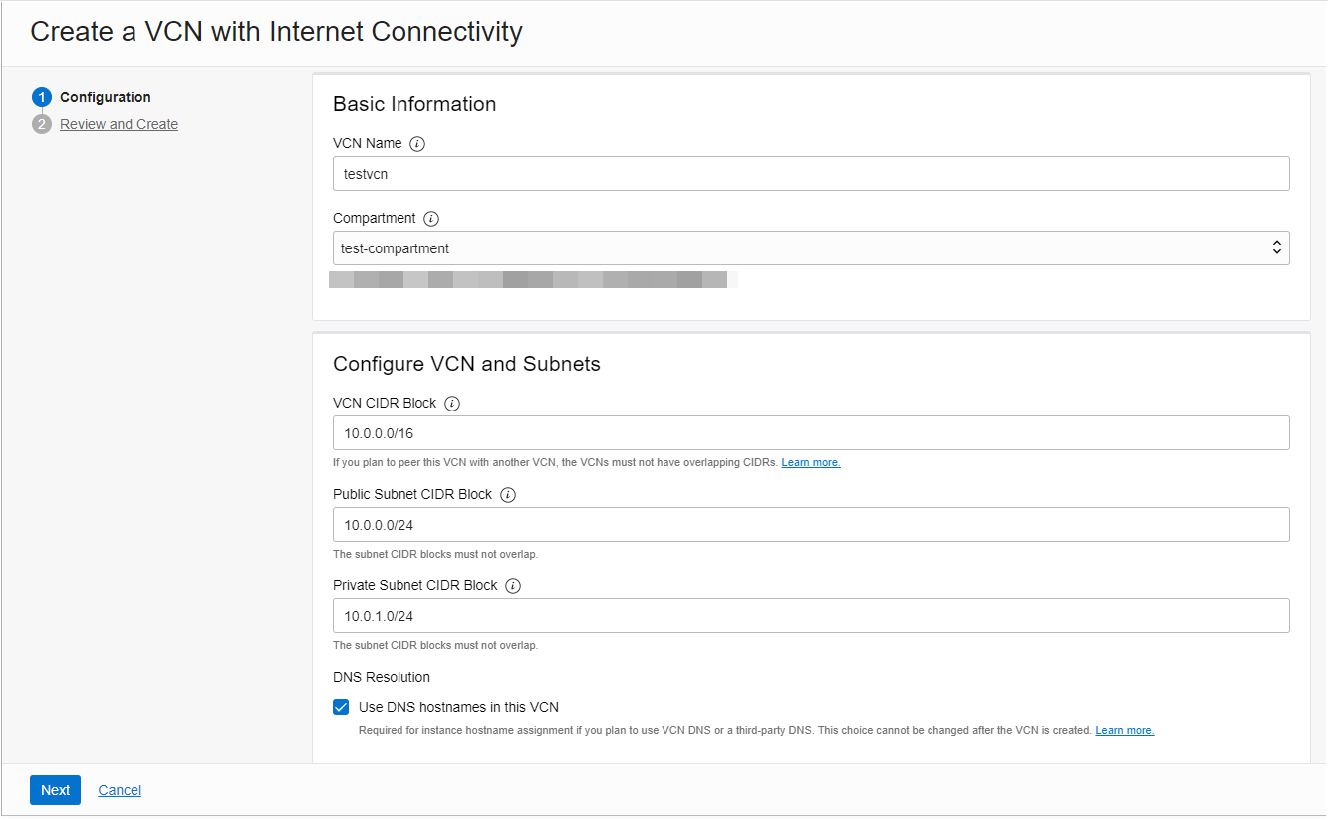 Create a VCN with Internet Connectivity
1 Configuration
2 Review and Create
Basic Information
VCN Name i
testvcn
Compartment i
test-compartment
Configure VCN and Subnets
VCN CIDR Block i
10.0.0.0/16
If you plan to peer this VCN with another VCN, the VCNs must not have overlapping CIDRs. Learn more.
Public Subnet CIDR Block i
10.0.0.0/24
The subnet CIDR blocks must not overlap.
Private Subnet CIDR Block i
10.0.1.0/24
The subnet CIDR blocks must not overlap.
DNS Resolution
Use DNS hostnames in this VCN
Required for instance hostname assignment if you plan to use VCN DNS or a third-party DNS. This choice cannot be changed after the VCN is created. Learn more.
Next Cancel